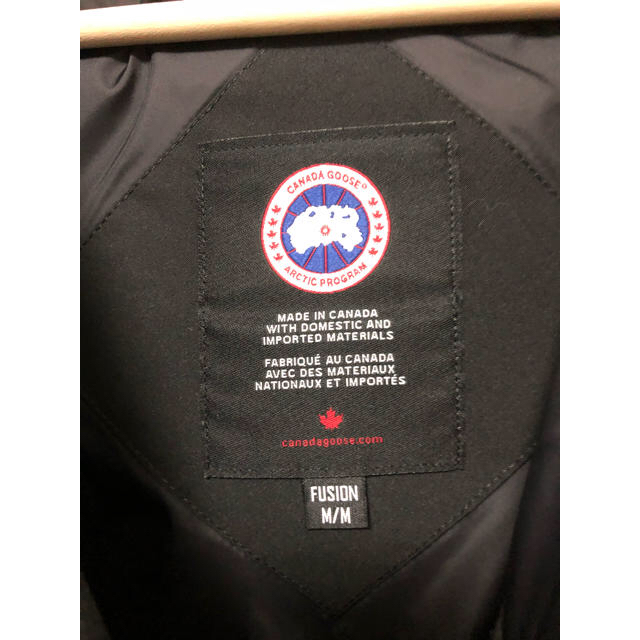 CANADA GOOSE®
ARCTIC PROGRAM
MADE IN CANADA
WITH DOMESTIC AND
IMPORTED MATERIALS
FABRIQUÉ AU CANADA
AVEC DES MATERIAUX
NATIONAUX ET IMPORTÉS
canadagoose.com
FUSION
M/M